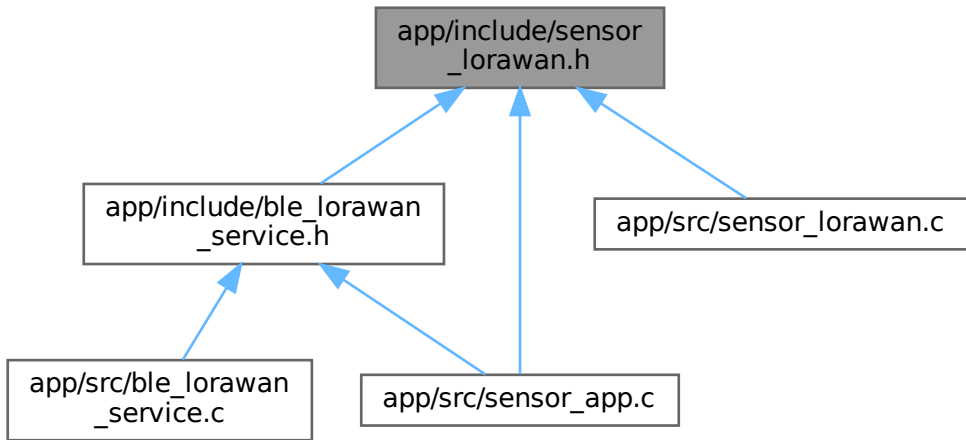 app/include/sensor
_lorawan.h
app/include/ble_lorawan
_service.h
app/src/sensor_lorawan.c
app/src/ble_lorawan
_service.c
app/src/sensor_app.c